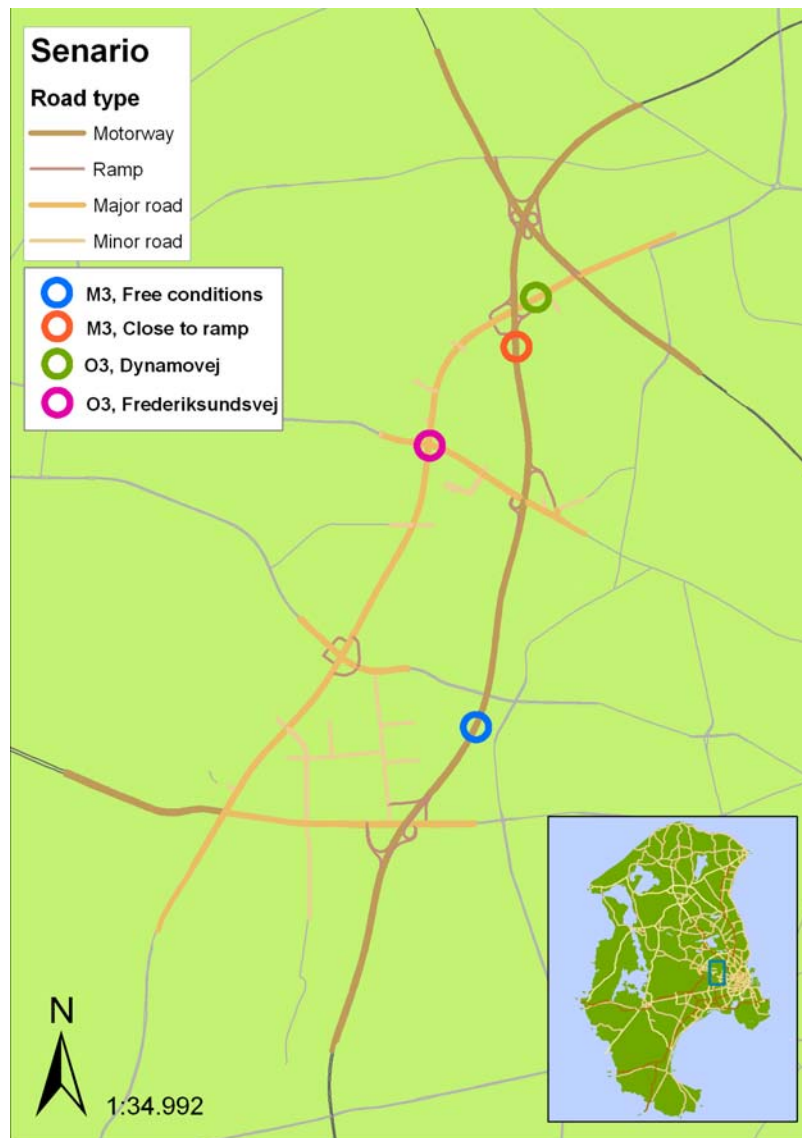 Senario
Road type
Motorway
Ramp
Major road
Minor road
M3, Free conditions
M3, Close to ramp
O3, Dynamovej
O3, Frederiksundsvej
N
1:34.992